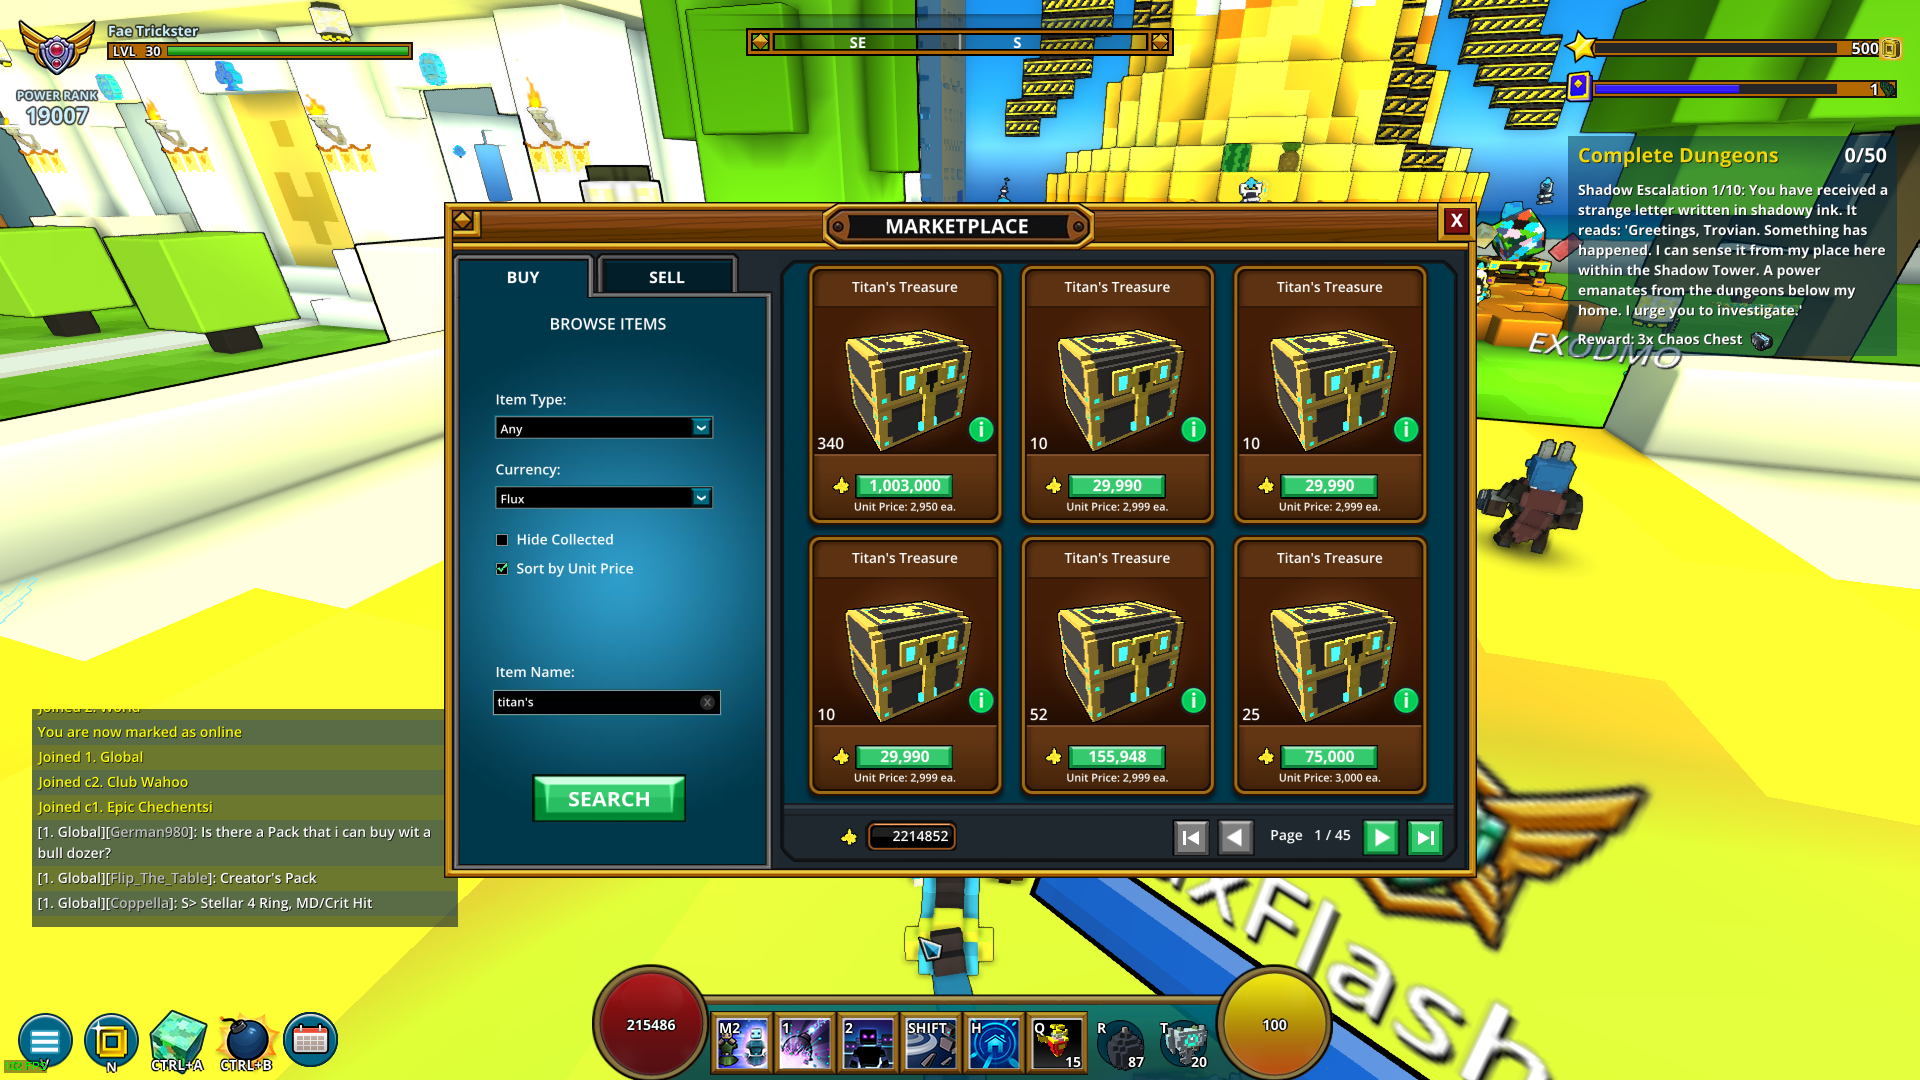 Fae Trickster
LVL 30
POWER RANK
19007
SE
S
500
1
Complete Dungeons 0/50
Shadow Escalation 1/10: You have received a
strange letter written in shadowy ink. It
reads: 'Greetings, Trovian. Something has
happened. I can sense it from my place here
within the Shadow Tower. A power
emanates from the dungeons below my
home. I urge you to investigate.'
Reward: 3x Chaos Chest
EXODMO
MARKETPLACE
X
BUY
SELL
BROWSE ITEMS
Item Type:
Any
Currency:
Flux
Hide Collected
Sort by Unit Price
Item Name:
titan's
SEARCH
Titan's Treasure
340
1,003,000
Unit Price: 2,950 ea.
Titan's Treasure
10
29,990
Unit Price: 2,999 ea.
Titan's Treasure
10
29,990
Unit Price: 2,999 ea.
Titan's Treasure
10
29,990
Unit Price: 2,999 ea.
Titan's Treasure
52
155,948
Unit Price: 2,999 ea.
Titan's Treasure
25
75,000
Unit Price: 3,000 ea.
2214852
Page 1 / 45
Joined 2. World
You are now marked as online
Joined 1. Global
Joined c2. Club Wahoo
Joined c1. Epic Chechentsi
[1. Global][German980]: Is there a Pack that i can buy wit a
bull dozer?
[1. Global][Flip_The_Table]: Creator's Pack
[1. Global][Coppella]: S> Stellar 4 Ring, MD/Crit Hit
xFlash
N
CTRL+A
CTRL+B
215486
M2
1
2
SHIFT
H
Q
15
R
87
T
20
100